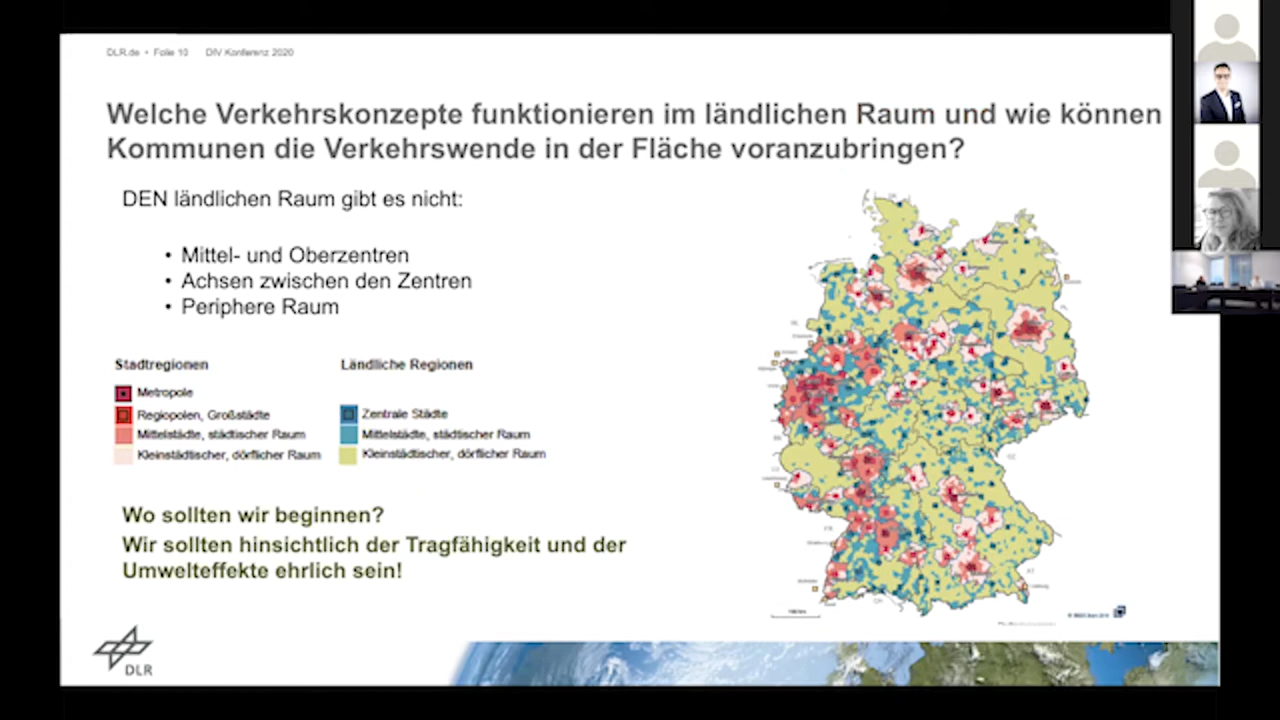 DLR.de • Folie 10 DIV Konferenz 2020
Welche Verkehrskonzepte funktionieren im ländlichen Raum und wie können
Kommunen die Verkehrswende in der Fläche voranzubringen?
DEN ländlichen Raum gibt es nicht:
• Mittel- und Oberzentren
• Achsen zwischen den Zentren
• Periphere Raum
Stadtregionen
Metropole
Regiopolen, Großstädte
Mittelstädte, städtischer Raum
Kleinstädtischer, dörflicher Raum
Ländliche Regionen
Zentrale Städte
Mittelstädte, städtischer Raum
Kleinstädtischer, dörflicher Raum
Wo sollten wir beginnen?
Wir sollten hinsichtlich der Tragfähigkeit und der
Umwelteffekte ehrlich sein!
100 km
DLR